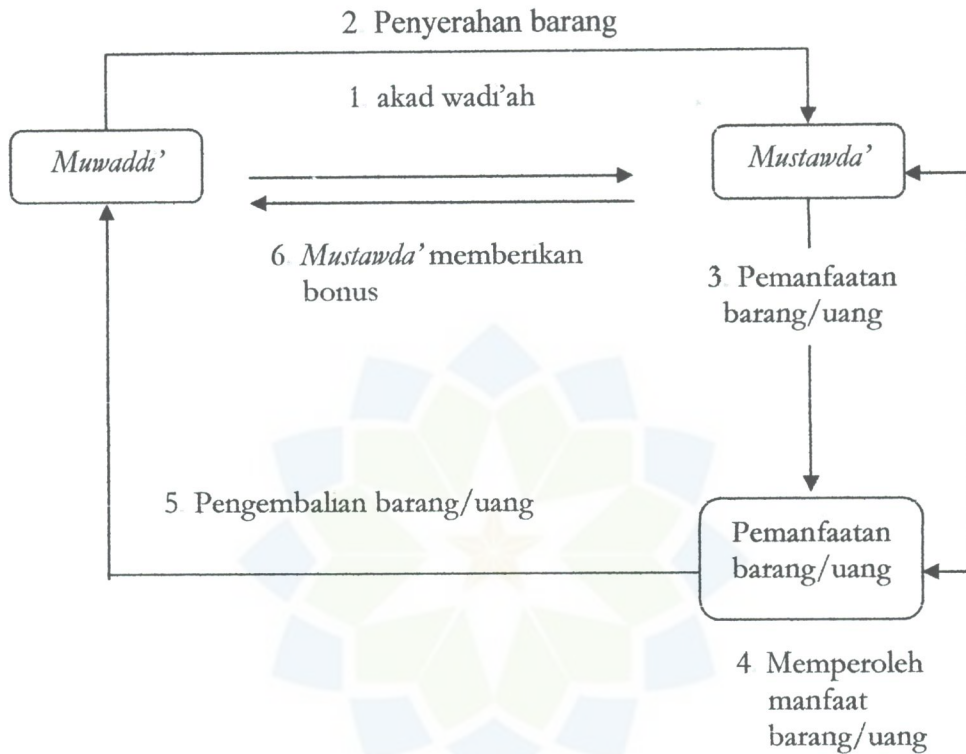 2 Penyerahan barang
1. akad wadi'ah
Muwaddi'
Mustawda'
6. Mustawda' memberikan
bonus
3. Pemanfaatan
barang/uang
5. Pengembalian barang/uang
Pemanfaatan
barang/uang
4 Memperoleh
manfaat
barang/uang